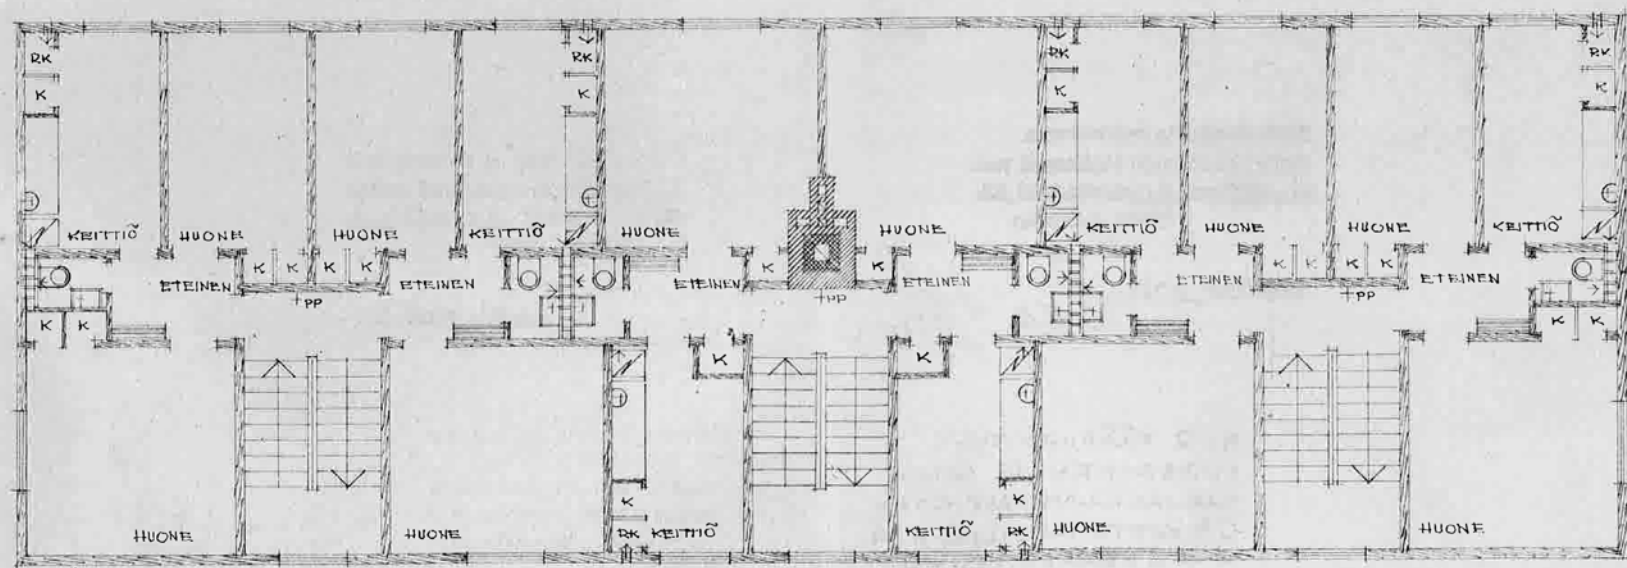 RK RK RK RK
K K K K
KEITTIÖ HUONE HUONE KEITTIÖ HUONE HUONE KEITTIÖ HUONE HUONE KEITTIÖ
K K K K K K K K K K
ETEINEN ETEINEN ETEINEN ETEINEN ETEINEN ETEINEN
PP PP PP
K K K K
K K
K K
HUONE HUONE RK KEITTIÖ KEITTIÖ RK HUONE HUONE